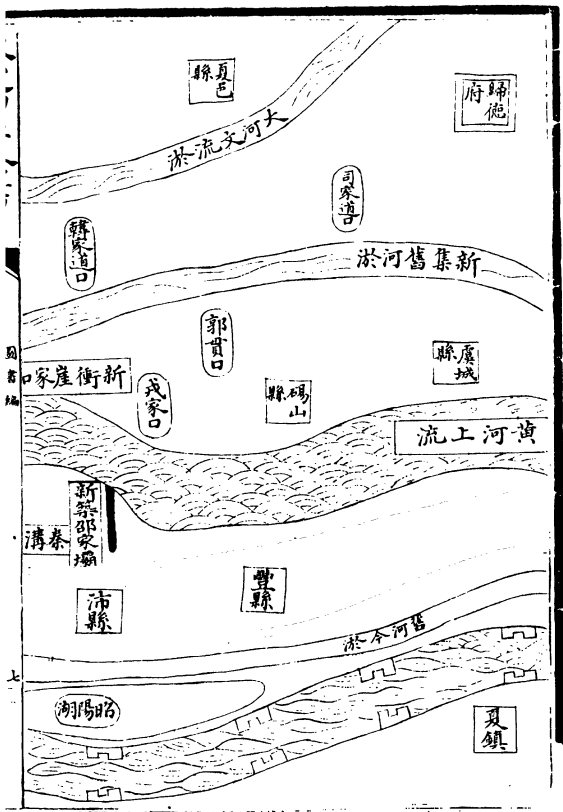 歸德府
夏邑縣
大河文流淤
司家道口
韓家道口
新集舊河淤
郭貫口
虞城縣
新衝崖家口
戎家口
碭山縣
黄河上流
新築邵家壩
秦溝
沛縣
豐縣
舊河今淤
昭陽湖
夏鎮
圖書編
七